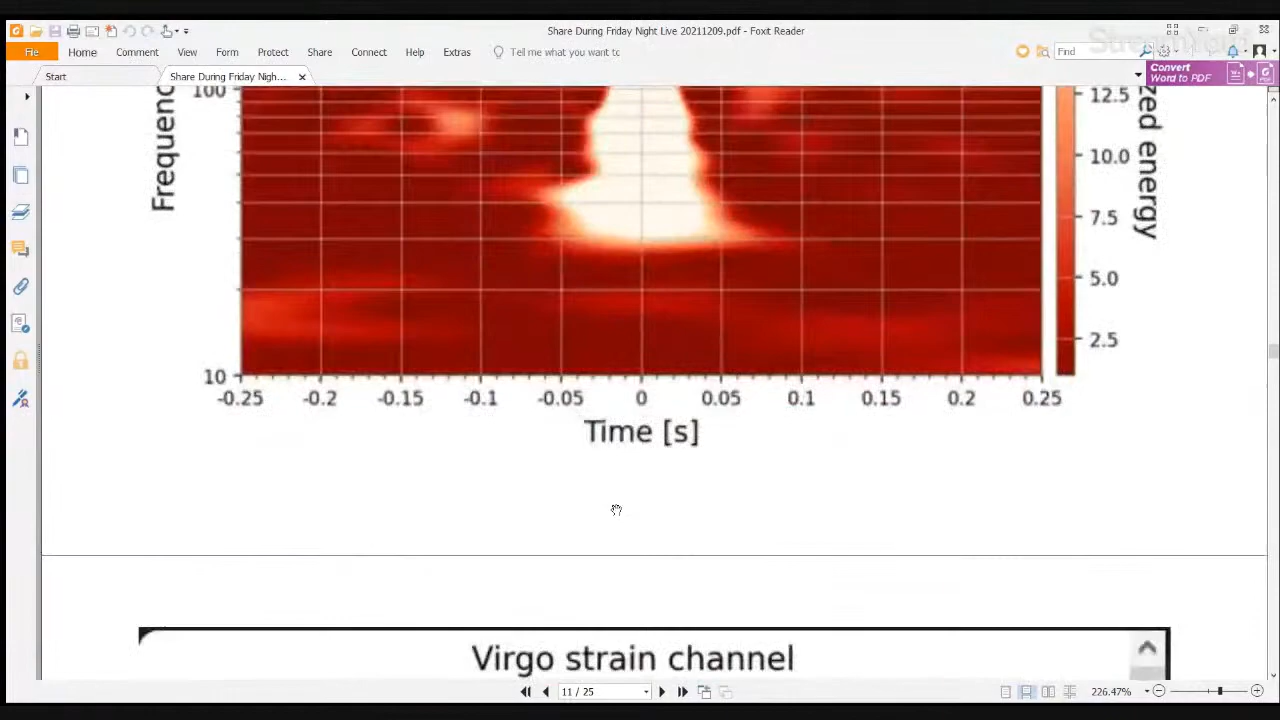 Share During Friday Night Live 20211209.pdf - Foxit Reader
File Home Comment View Form Protect Share Connect Help Extras Tell me what you want to Find
Start Share During Friday Nigh... Convert
Word to PDF
100
Frequenc
10
-0.25 -0.2 -0.15 -0.1 -0.05 0 0.05 0.1 0.15 0.2 0.25
Time [s]
12.5
10.0
7.5
5.0
2.5
zed energy
Virgo strain channel
11 / 25
226.47%